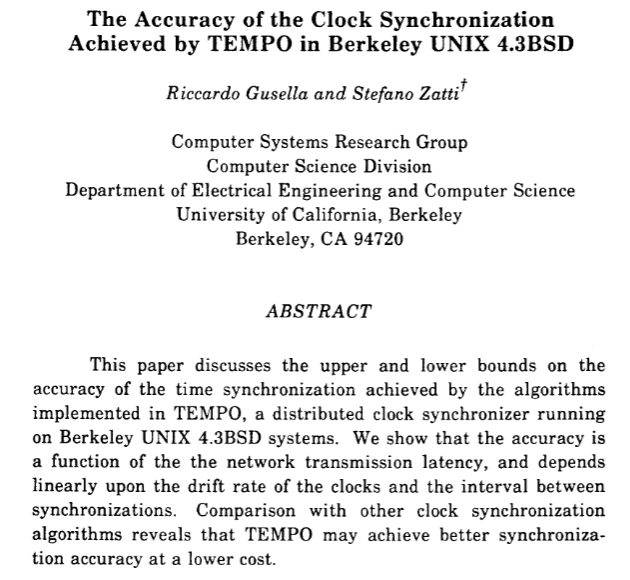 The Accuracy of the Clock Synchronization
Achieved by TEMPO in Berkeley UNIX 4.3BSD
Riccardo Gusella and Stefano Zatti†
Computer Systems Research Group
Computer Science Division
Department of Electrical Engineering and Computer Science
University of California, Berkeley
Berkeley, CA 94720
ABSTRACT
This paper discusses the upper and lower bounds on the
accuracy of the time synchronization achieved by the algorithms
implemented in TEMPO, a distributed clock synchronizer running
on Berkeley UNIX 4.3BSD systems. We show that the accuracy is
a function of the the network transmission latency, and depends
linearly upon the drift rate of the clocks and the interval between
synchronizations. Comparison with other clock synchronization
algorithms reveals that TEMPO may achieve better synchroniza-
tion accuracy at a lower cost.